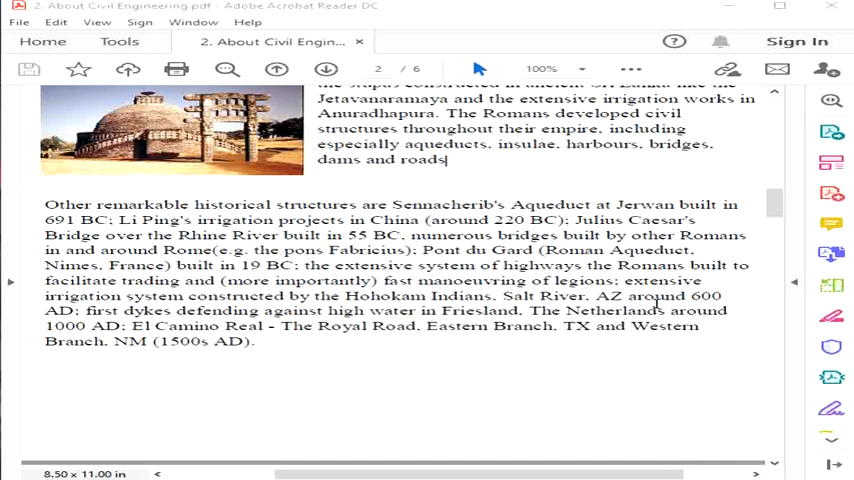 2. About Civil Engineering.pdf - Adobe Acrobat Reader DC
File Edit View Sign Window Help
Home Tools 2. About Civil Engin... × Sign In
2 / 6 100%
the stupas constructed in ancient Sri Lanka like the
Jetavanaramaya and the extensive irrigation works in
Anuradhapura. The Romans developed civil
structures throughout their empire, including
especially aqueducts, insulae, harbours, bridges,
dams and roads
Other remarkable historical structures are Sennacherib's Aqueduct at Jerwan built in
691 BC; Li Ping's irrigation projects in China (around 220 BC); Julius Caesar's
Bridge over the Rhine River built in 55 BC, numerous bridges built by other Romans
in and around Rome(e.g. the pons Fabricius); Pont du Gard (Roman Aqueduct,
Nimes, France) built in 19 BC; the extensive system of highways the Romans built to
facilitate trading and (more importantly) fast manoeuvring of legions; extensive
irrigation system constructed by the Hohokam Indians, Salt River, AZ around 600
AD; first dykes defending against high water in Friesland, The Netherlands around
1000 AD; El Camino Real - The Royal Road, Eastern Branch, TX and Western
Branch, NM (1500s AD).
8.50 x 11.00 in